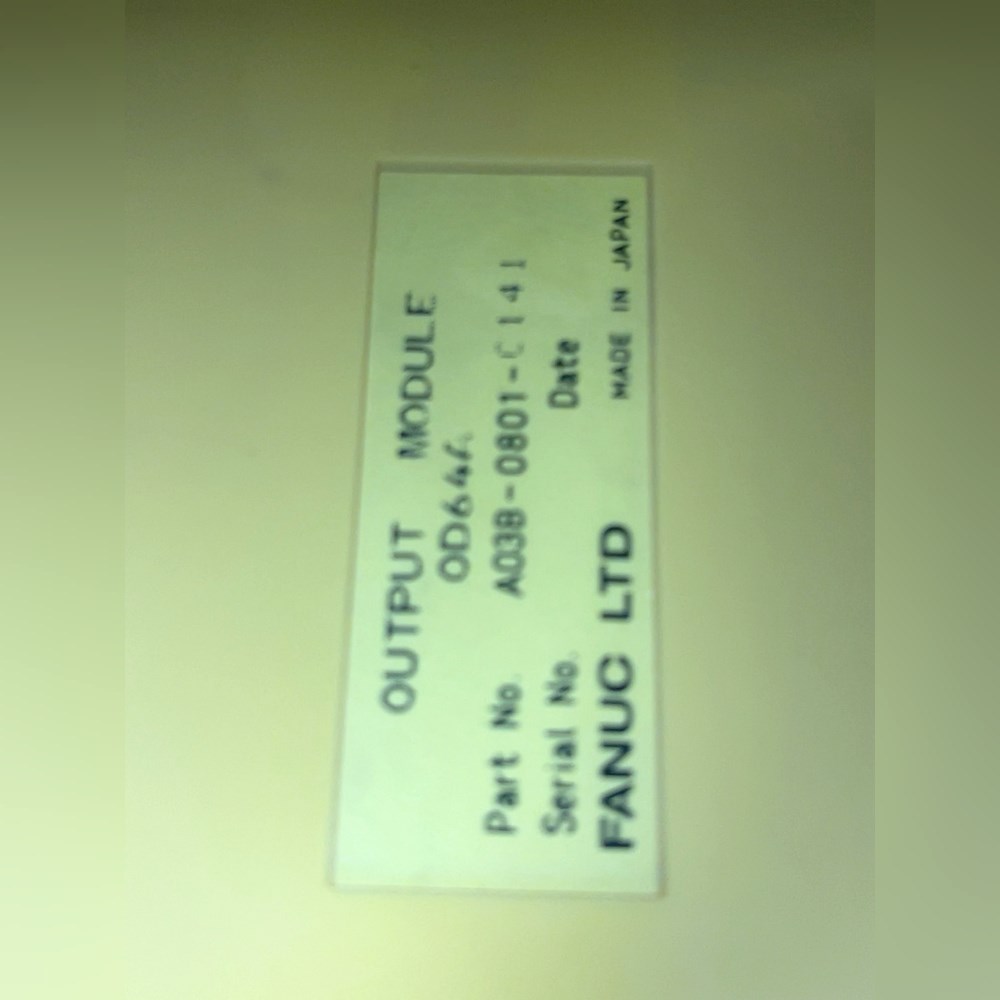 OUTPUT MODULE
OD64A
Part No. A03B-0801-C141
Serial No. Date
FANUC LTD MADE IN JAPAN